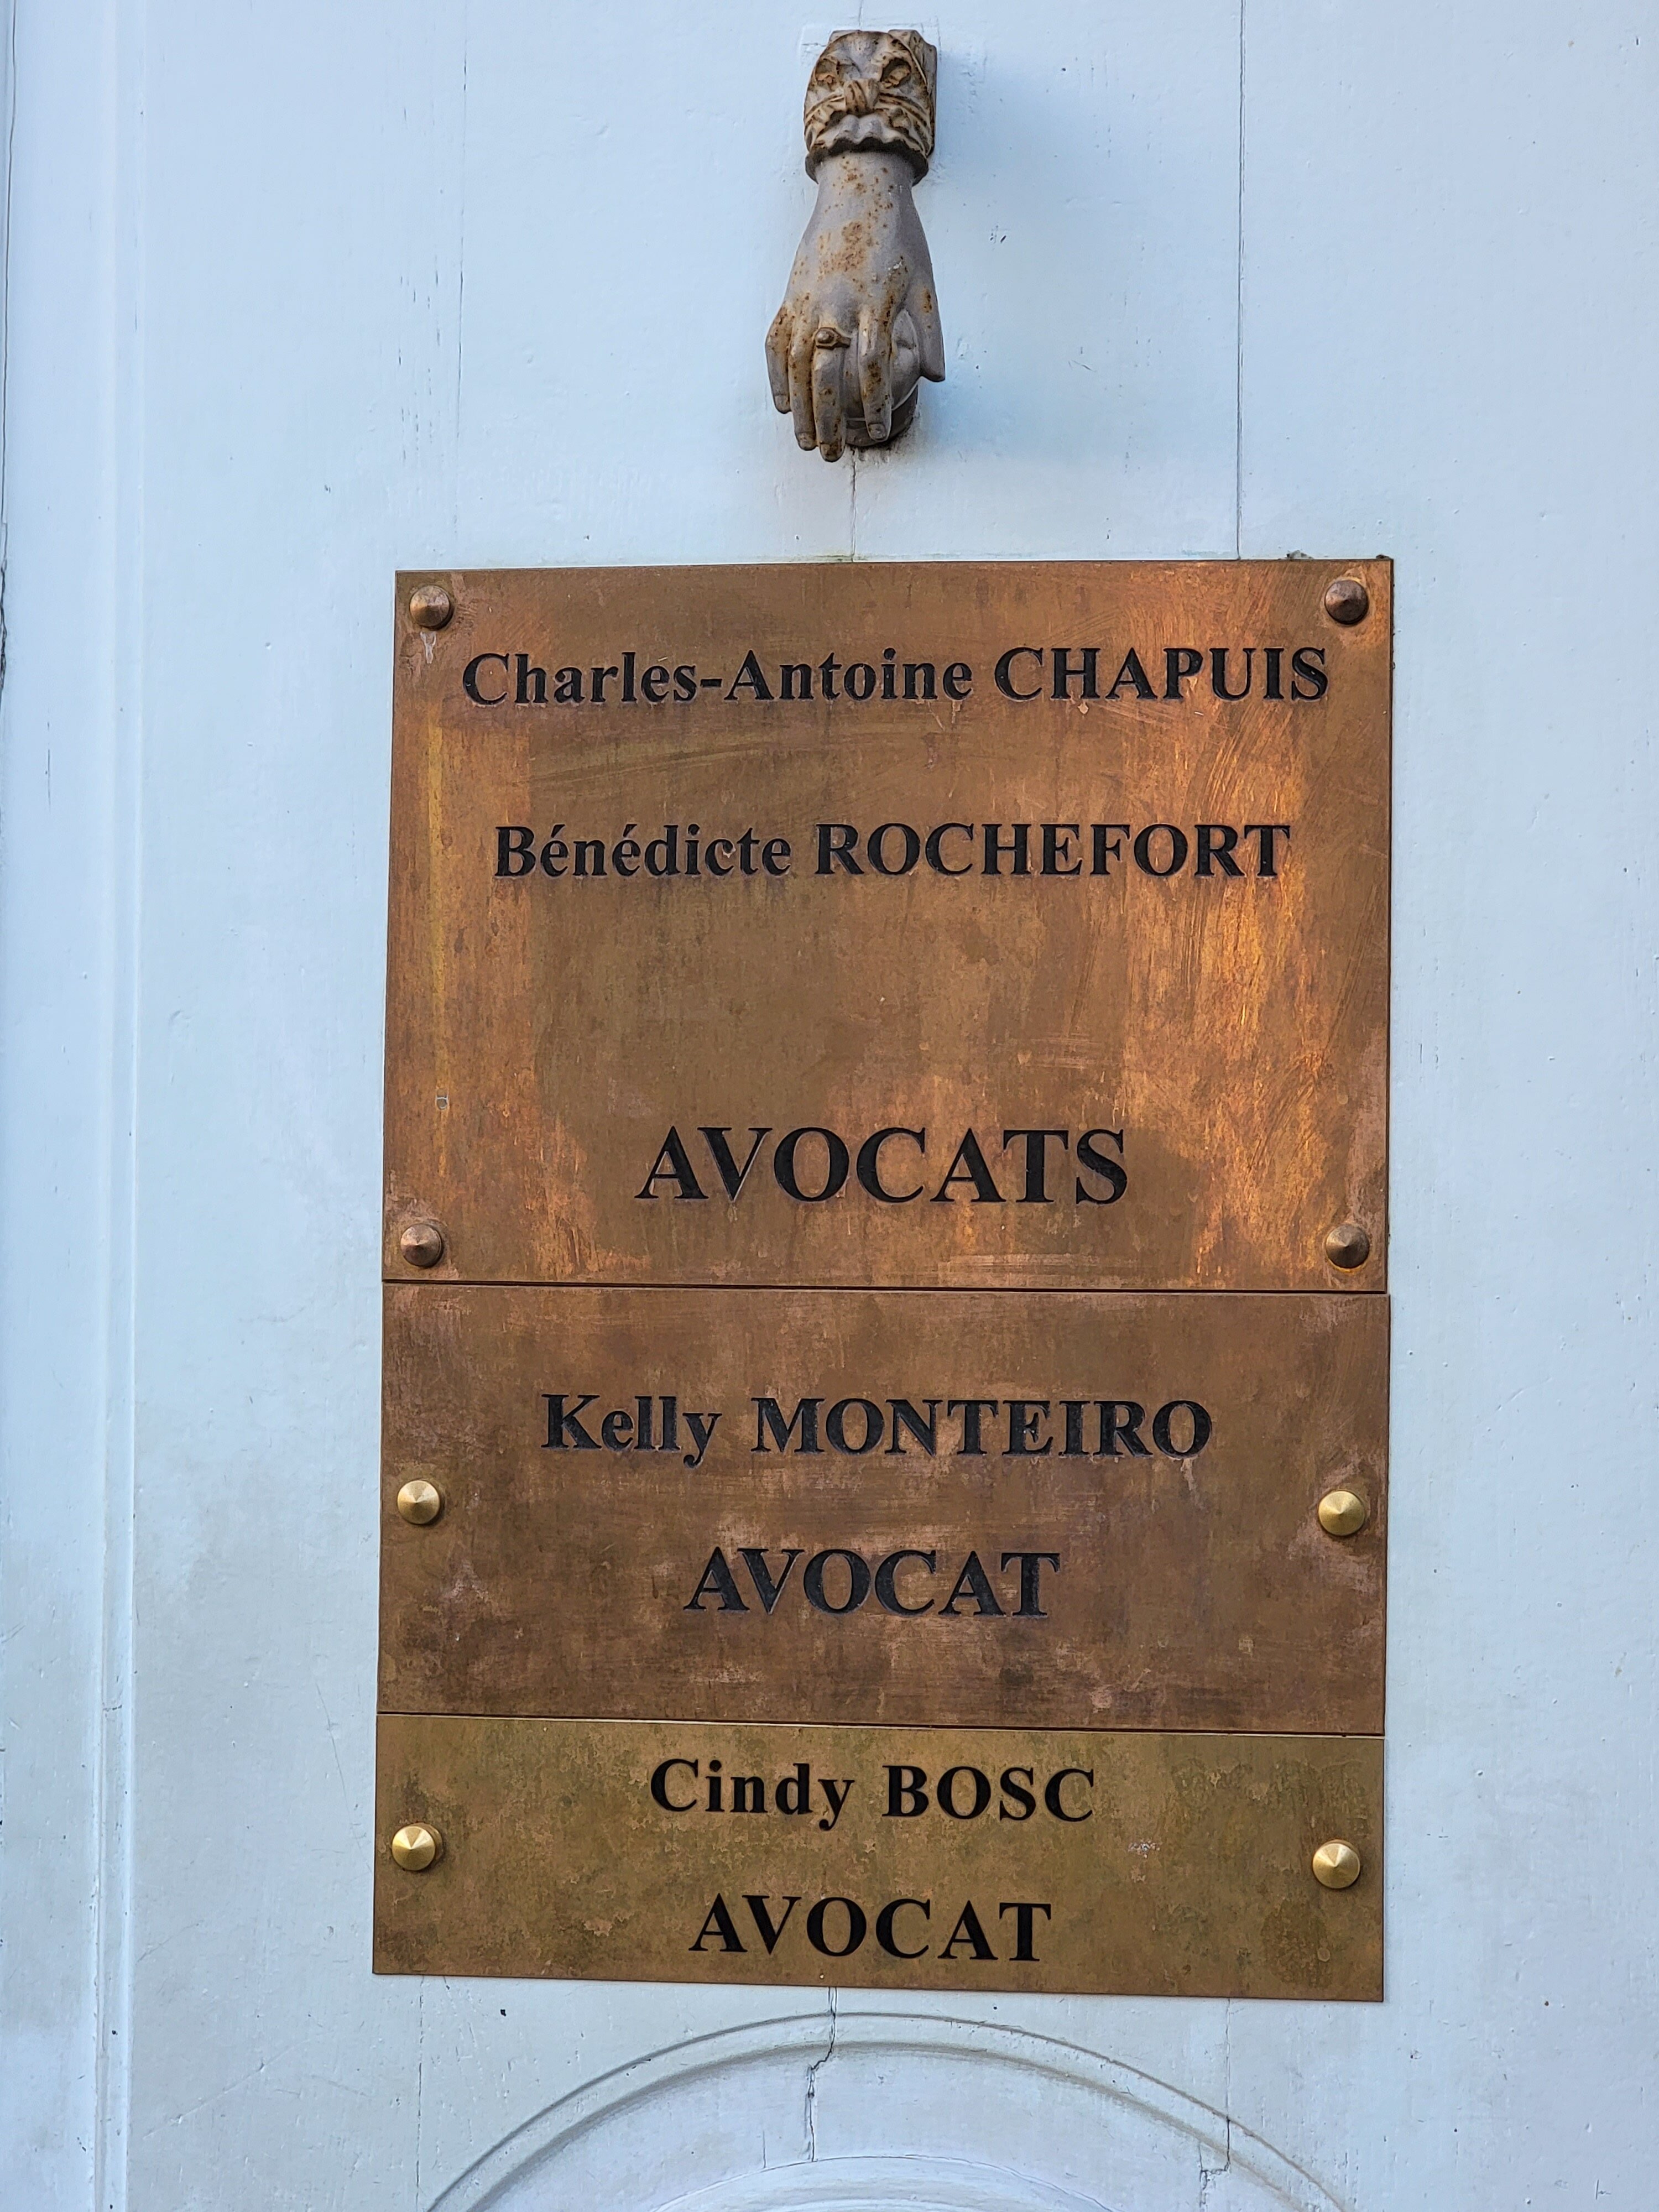 Charles-Antoine CHAPUIS
Bénédicte ROCHEFORT
AVOCATS
Kelly MONTEIRO
AVOCAT
Cindy BOSC
AVOCAT